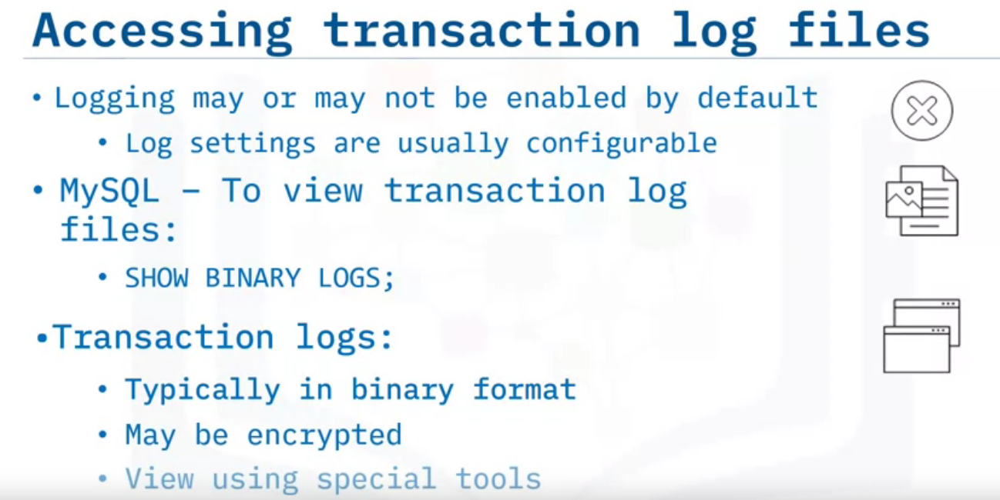 Accessing transaction log files
• Logging may or may not be enabled by default
• Log settings are usually configurable
• MySQL – To view transaction log
files:
• SHOW BINARY LOGS;
•Transaction logs:
• Typically in binary format
• May be encrypted
• View using special tools